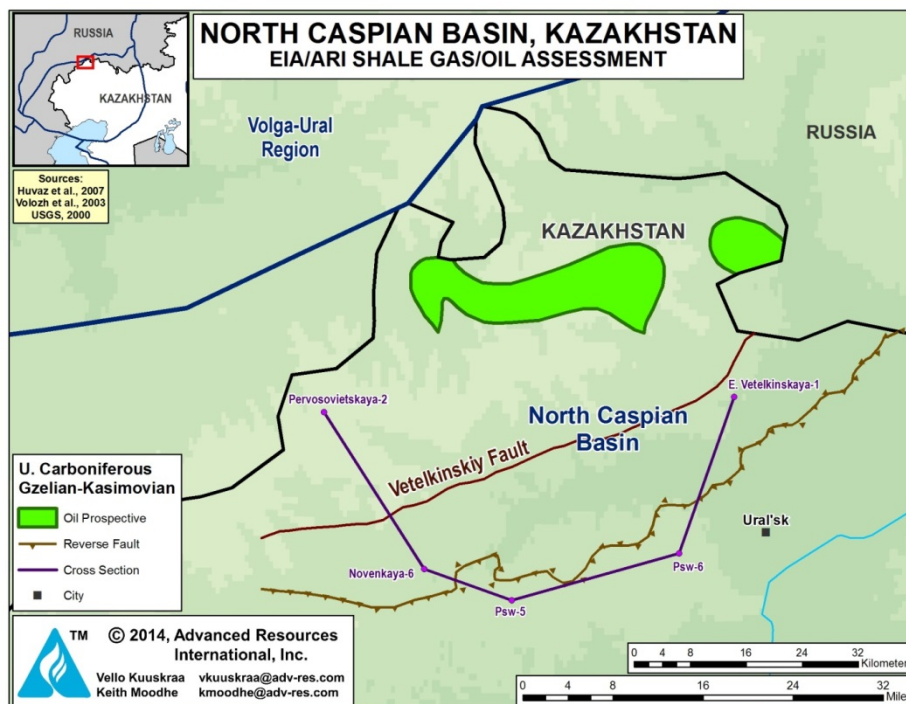 NORTH CASPIAN BASIN, KAZAKHSTAN
EIA/ARI SHALE GAS/OIL ASSESSMENT
RUSSIA
KAZAKHSTAN
Sources:
Huvaz et al., 2007
Volozh et al., 2003
USGS, 2000
Volga-Ural
Region
RUSSIA
KAZAKHSTAN
Pervosovietskaya-2
E. Vetelkinskaya-1
North Caspian
Basin
Vetelkinskiy Fault
Ural'sk
Novenkaya-6
Psw-6
Psw-5
U. Carboniferous
Gzelian-Kasimovian
Oil Prospective
Reverse Fault
Cross Section
City
TM
© 2014, Advanced Resources
International, Inc.
Vello Kuuskraa vkuuskraa@adv-res.com
Keith Moodhe kmoodhe@adv-res.com
0 4 8 16 24 32
Kilometer
0 4 8 16 24 32
Mile